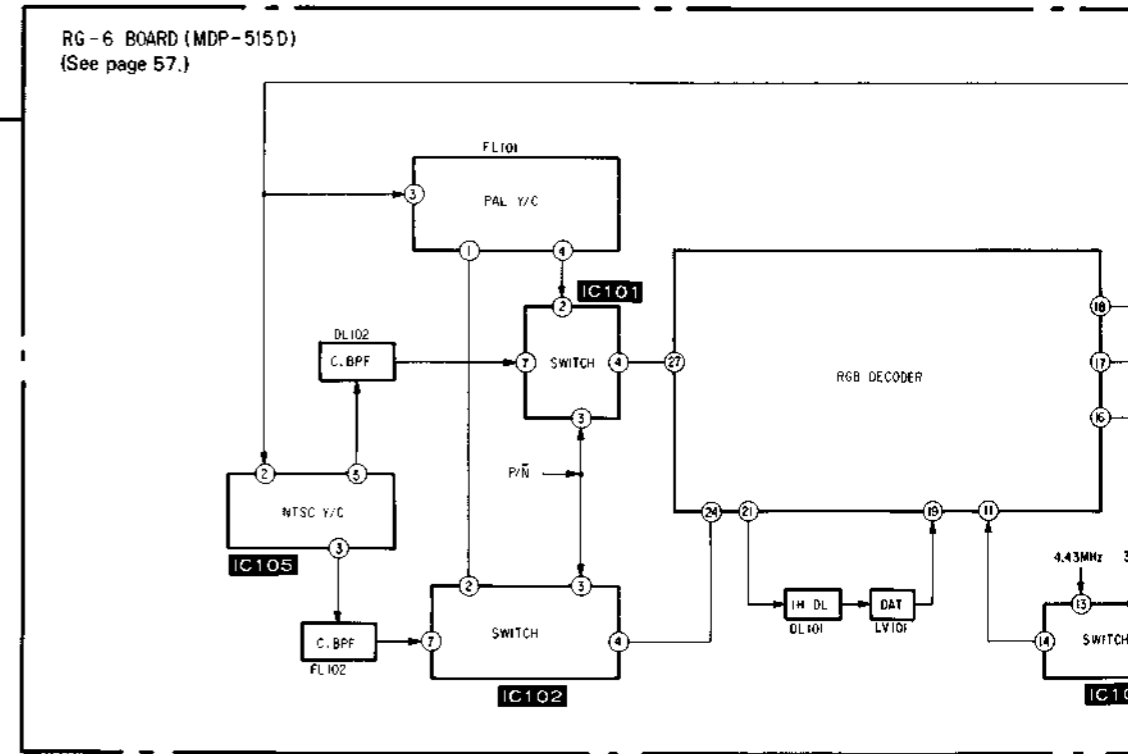 RG-6 BOARD (MDP-515D)
(See page 57.)
FL101
3
PAL Y/C
1
4
IC101
2
DL102
C.BPF
7
SWITCH
4
27
RGB DECODER
18
17
16
3
P/N̅
2
5
NTSC Y/C
3
IC105
24
21
19
11
4.43MHz
3
2
3
1H DL
DAT
13
DL101
LV101
C.BPF
7
SWITCH
4
14
SWITCH
FL102
IC102
IC10